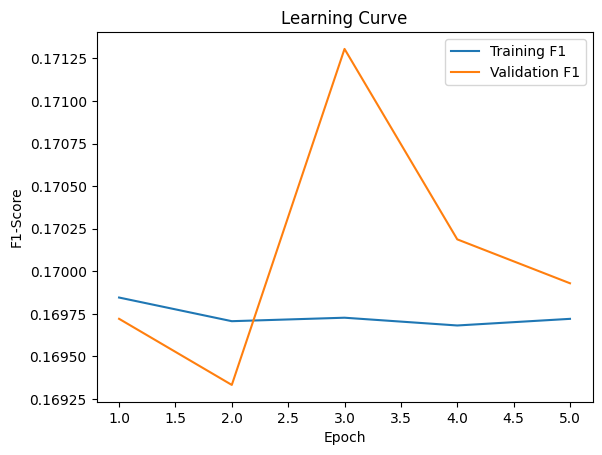 Learning Curve
Training F1
Validation F1
0.17125
0.17100
0.17075
0.17050
0.17025
0.17000
0.16975
0.16950
0.16925
F1-Score
1.0 1.5 2.0 2.5 3.0 3.5 4.0 4.5 5.0
Epoch